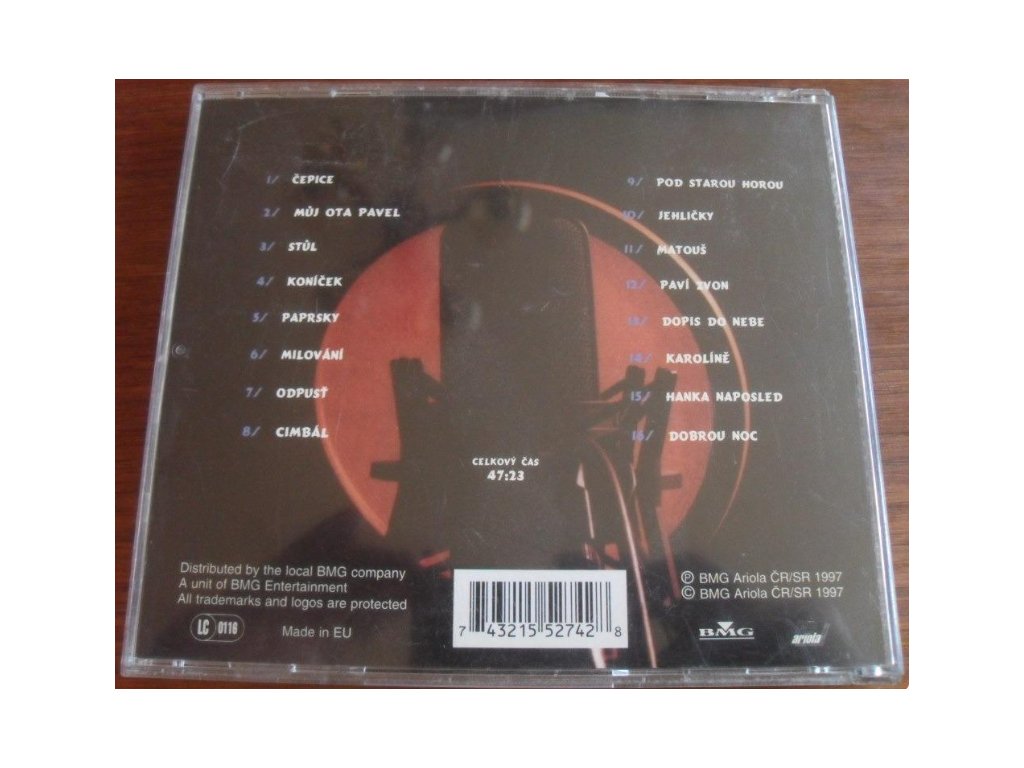 1/ ČEPICE
2/ MŮJ OTA PAVEL
3/ STŮL
4/ KONÍČEK
5/ PAPRSKY
6/ MILOVÁNÍ
7/ ODPUSŤ
8/ CIMBÁL
9/ POD STAROU HOROU
10/ JEHLIČKY
11/ MATOUŠ
12/ PAVÍ ZVON
13/ DOPIS DO NEBE
14/ KAROLÍNĚ
15/ HANKA NAPOSLED
16/ DOBROU NOC
CELKOVÝ ČAS
47:23
Distributed by the local BMG company
A unit of BMG Entertainment
All trademarks and logos are protected
LC 0116
Made in EU
7 43215 52742 8
Ⓟ BMG Ariola ČR/SR 1997
© BMG Ariola ČR/SR 1997
BMG
ariola